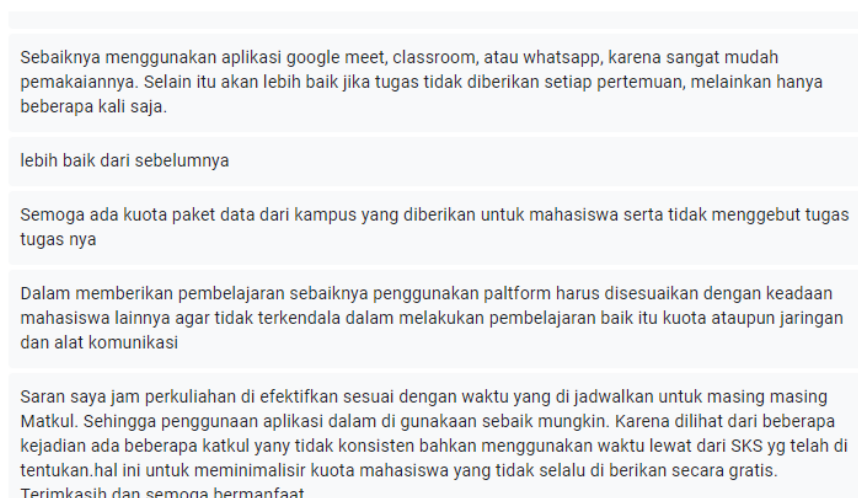 Sebaiknya menggunakan aplikasi google meet, classroom, atau whatsapp, karena sangat mudah
pemakaiannya. Selain itu akan lebih baik jika tugas tidak diberikan setiap pertemuan, melainkan hanya
beberapa kali saja.
lebih baik dari sebelumnya
Semoga ada kuota paket data dari kampus yang diberikan untuk mahasiswa serta tidak menggebut tugas
tugas nya
Dalam memberikan pembelajaran sebaiknya penggunakan paltform harus disesuaikan dengan keadaan
mahasiswa lainnya agar tidak terkendala dalam melakukan pembelajaran baik itu kuota ataupun jaringan
dan alat komunikasi
Saran saya jam perkuliahan di efektifkan sesuai dengan waktu yang di jadwalkan untuk masing masing
Matkul. Sehingga penggunaan aplikasi dalam di gunakaan sebaik mungkin. Karena dilihat dari beberapa
kejadian ada beberapa katkul yany tidak konsisten bahkan menggunakan waktu lewat dari SKS yg telah di
tentukan.hal ini untuk meminimalisir kuota mahasiswa yang tidak selalu di berikan secara gratis.
Terimkasih dan semoga bermanfaat